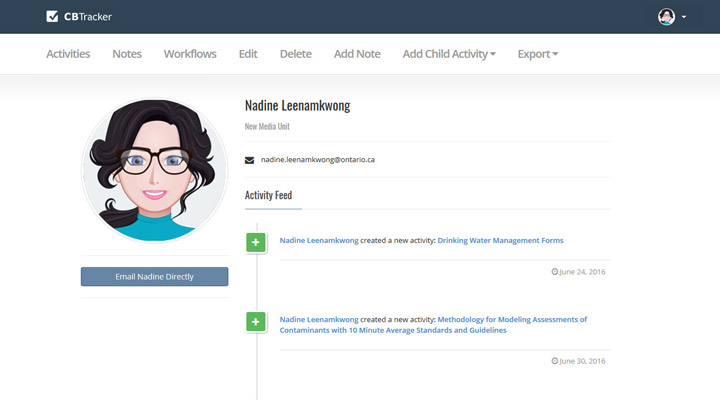 CBTracker
Activities Notes Workflows Edit Delete Add Note Add Child Activity Export
Nadine Leenamkwong
New Media Unit
nadine.leenamkwong@ontario.ca
Activity Feed
Nadine Leenamkwong created a new activity: Drinking Water Management Forms
Email Nadine Directly
June 24, 2016
Nadine Leenamkwong created a new activity: Methodology for Modeling Assessments of
Contaminants with 10 Minute Average Standards and Guidelines
June 30, 2016